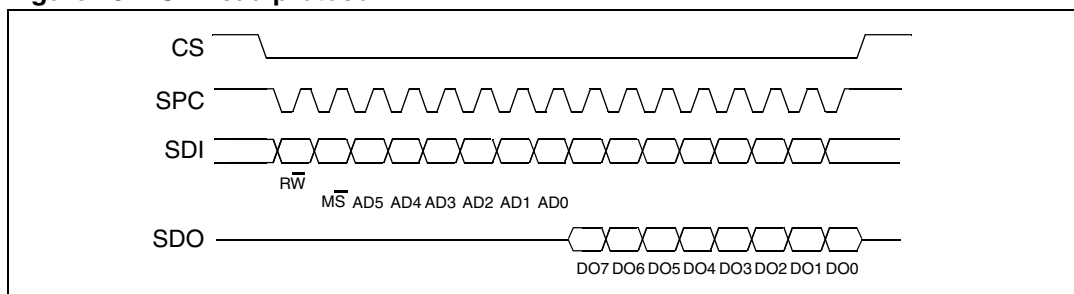 CS
SPC
SDI
RW̅
MS̅ AD5 AD4 AD3 AD2 AD1 AD0
SDO
DO7 DO6 DO5 DO4 DO3 DO2 DO1 DO0